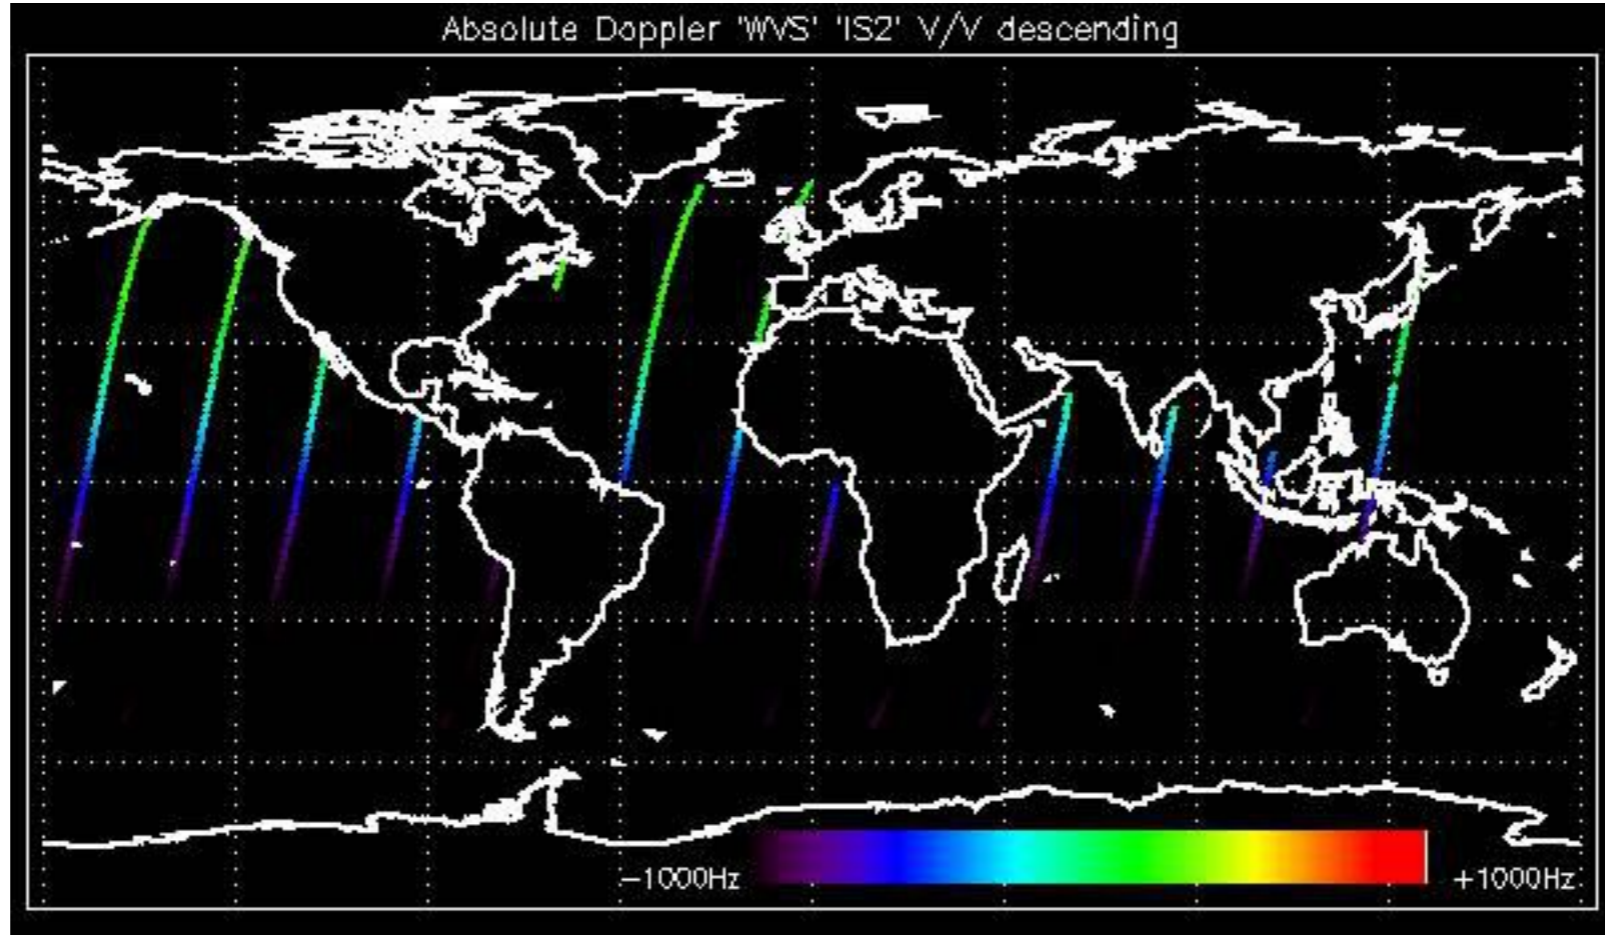 Absolute Doppler 'WVS' 'IS2' V/V descending
-1000Hz +1000Hz